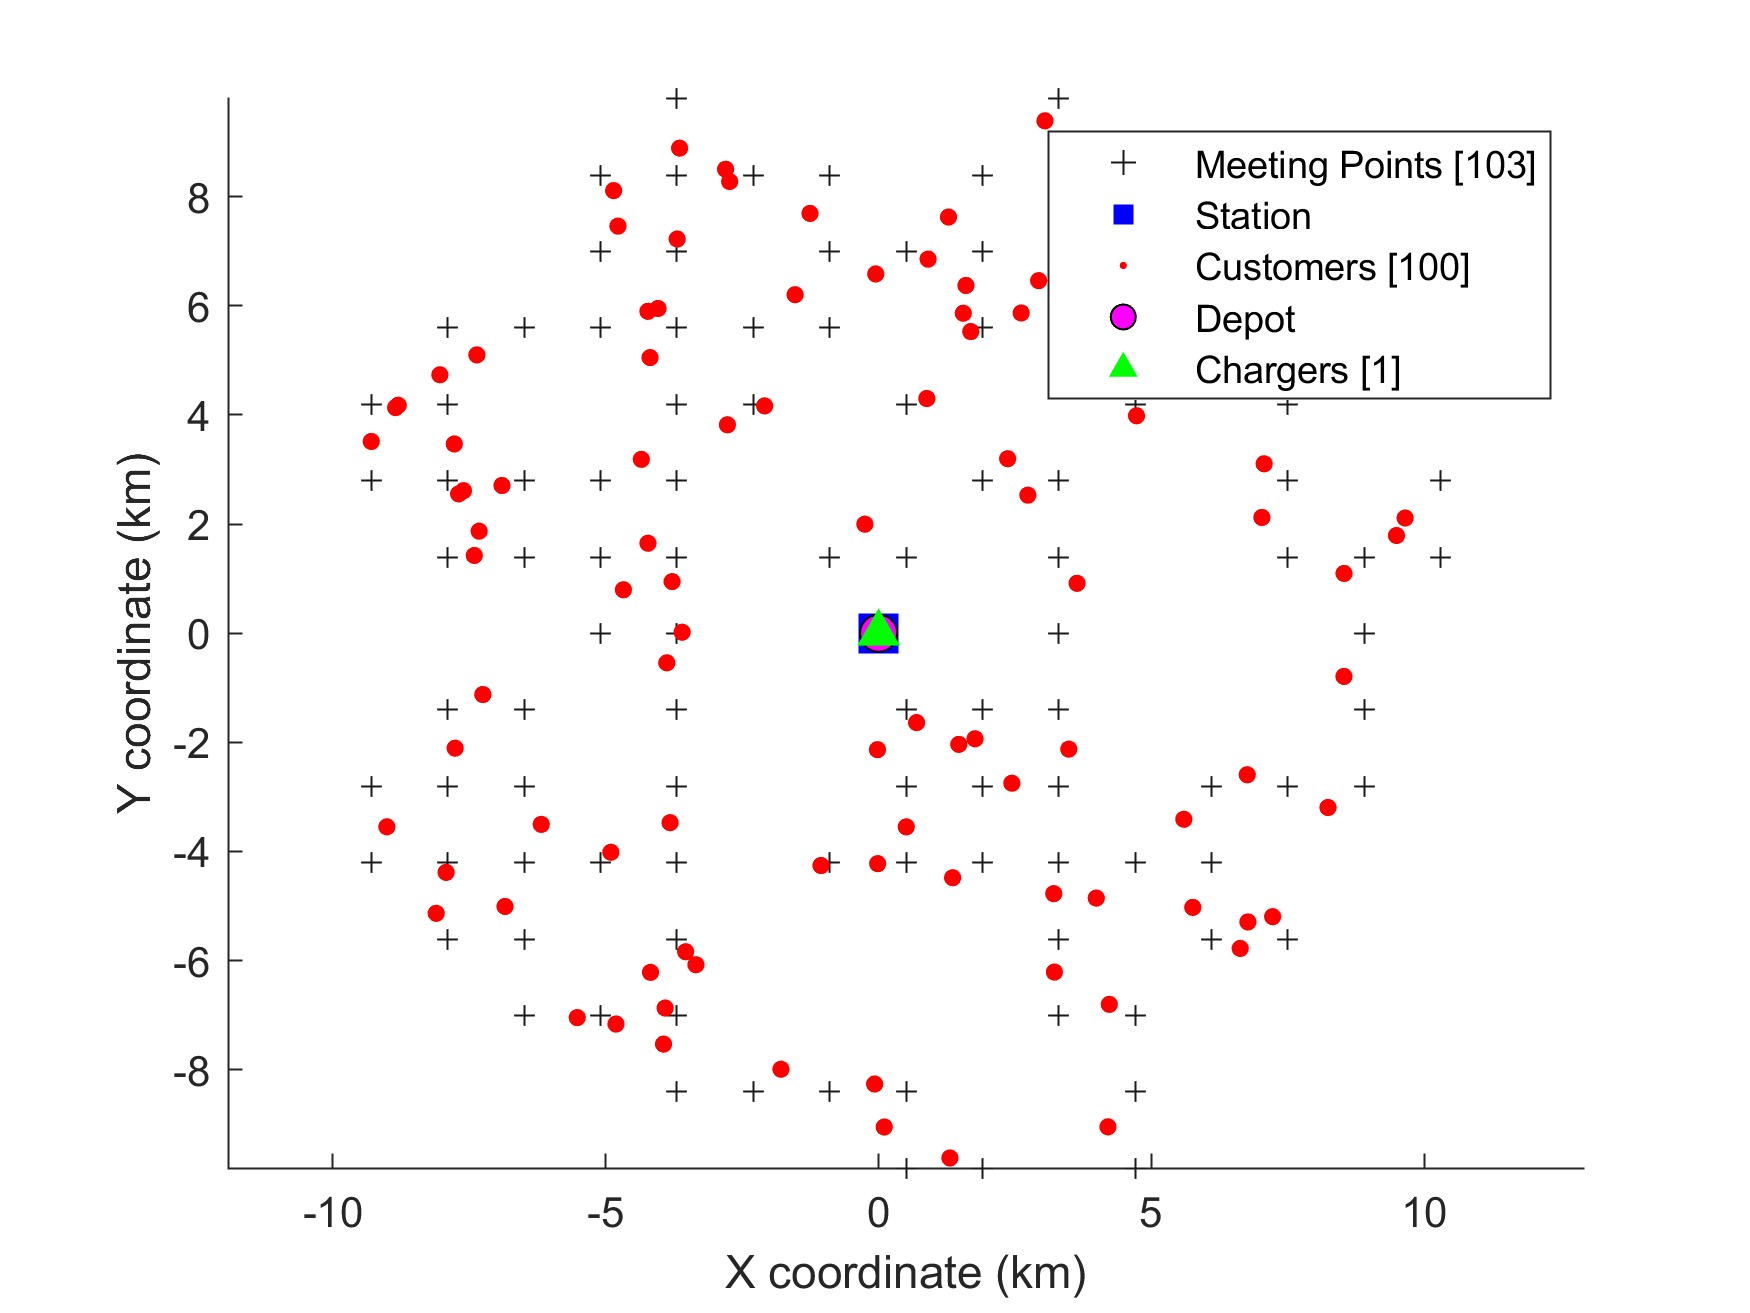 Meeting Points [103]
Station
Customers [100]
Depot
Chargers [1]
8
6
4
2
0
-2
-4
-6
-8
Y coordinate (km)
-10 -5 0 5 10
X coordinate (km)